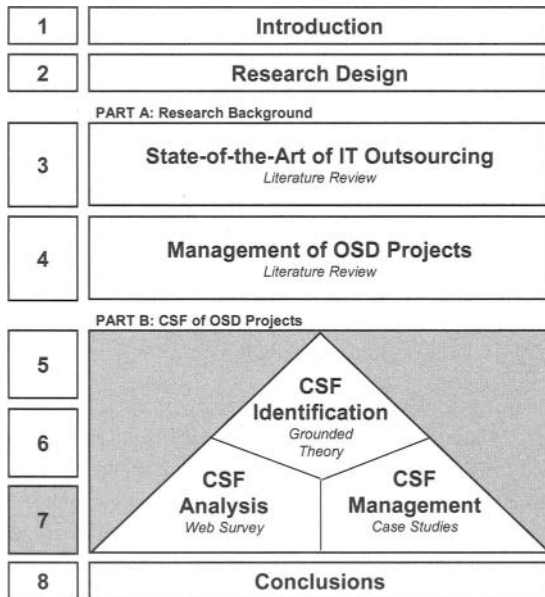 1 Introduction
2 Research Design
PART A: Research Background
3 State-of-the-Art of IT Outsourcing
Literature Review
4 Management of OSD Projects
Literature Review
PART B: CSF of OSD Projects
5
CSF
Identification
Grounded
Theory
6
CSF
Analysis
Web Survey
CSF
Management
Case Studies
7
8 Conclusions